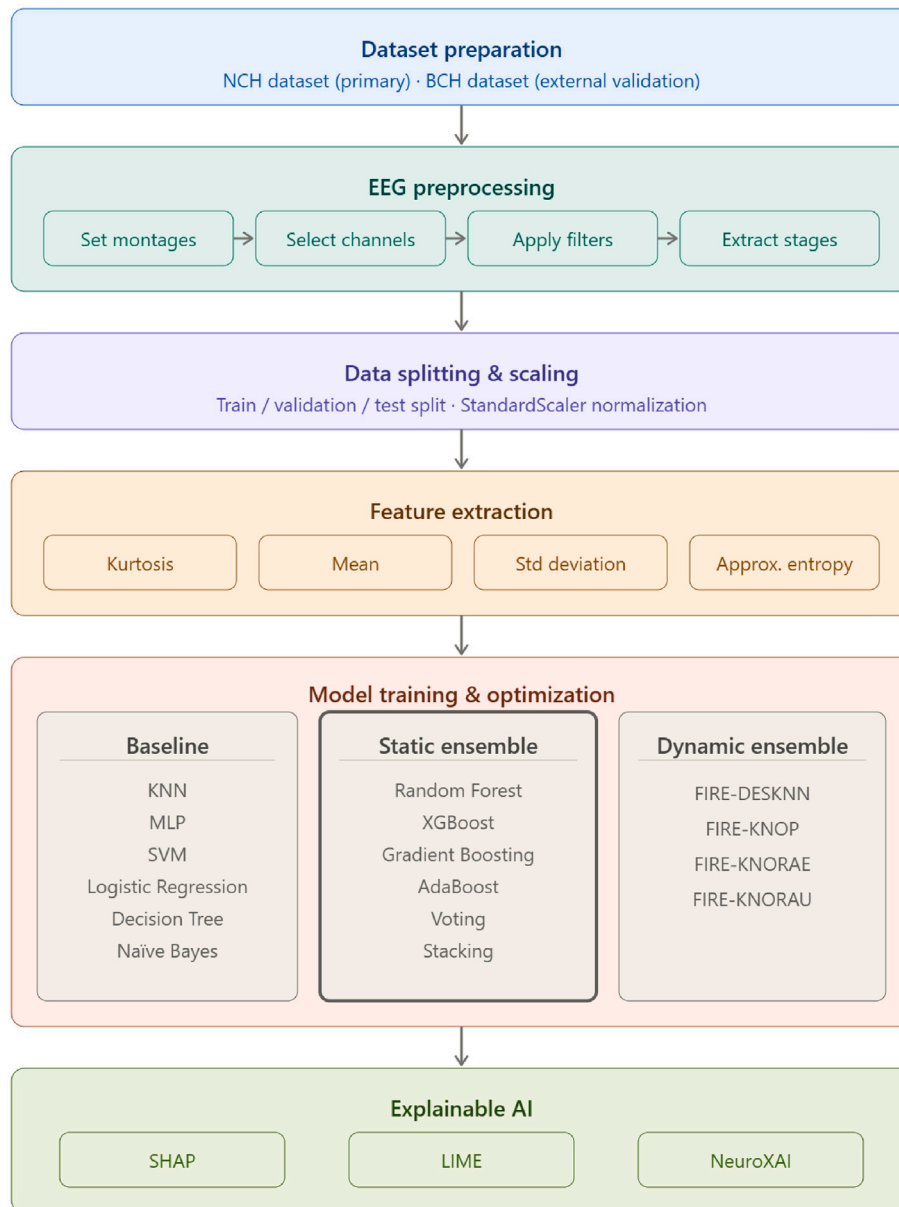 Dataset preparation
NCH dataset (primary) · BCH dataset (external validation)
EEG preprocessing
Set montages
Select channels
Apply filters
Extract stages
Data splitting & scaling
Train / validation / test split · StandardScaler normalization
Feature extraction
Kurtosis
Mean
Std deviation
Approx. entropy
Model training & optimization
Baseline
KNN
MLP
SVM
Logistic Regression
Decision Tree
Naïve Bayes
Static ensemble
Random Forest
XGBoost
Gradient Boosting
AdaBoost
Voting
Stacking
Dynamic ensemble
FIRE-DESKNN
FIRE-KNOP
FIRE-KNORAE
FIRE-KNORAU
Explainable AI
SHAP
LIME
NeuroXAI